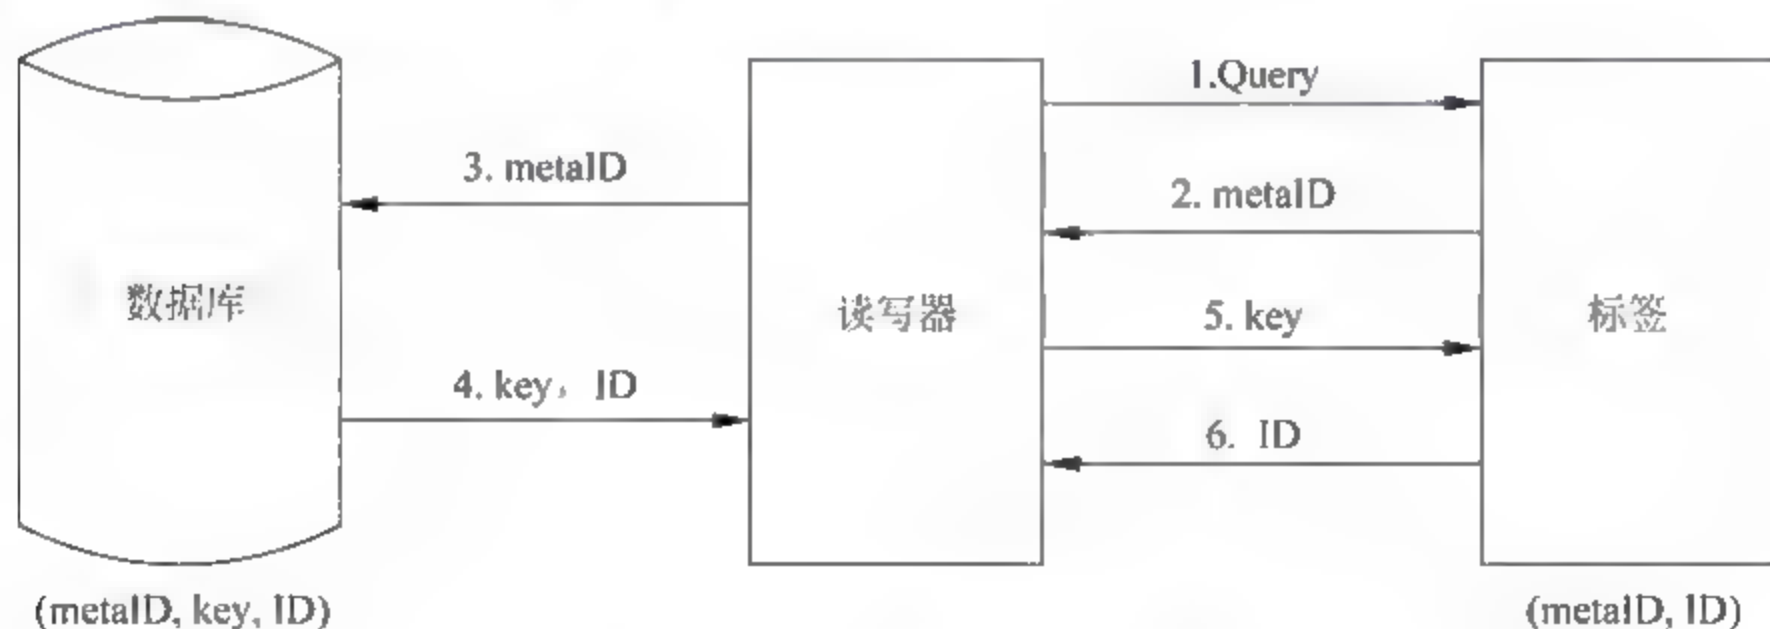 1.Query
3. metaID
2. metaID
数据库
读写器
5. key
标签
4. key，ID
6. ID
(metaID, key, ID)
(metaID, ID)